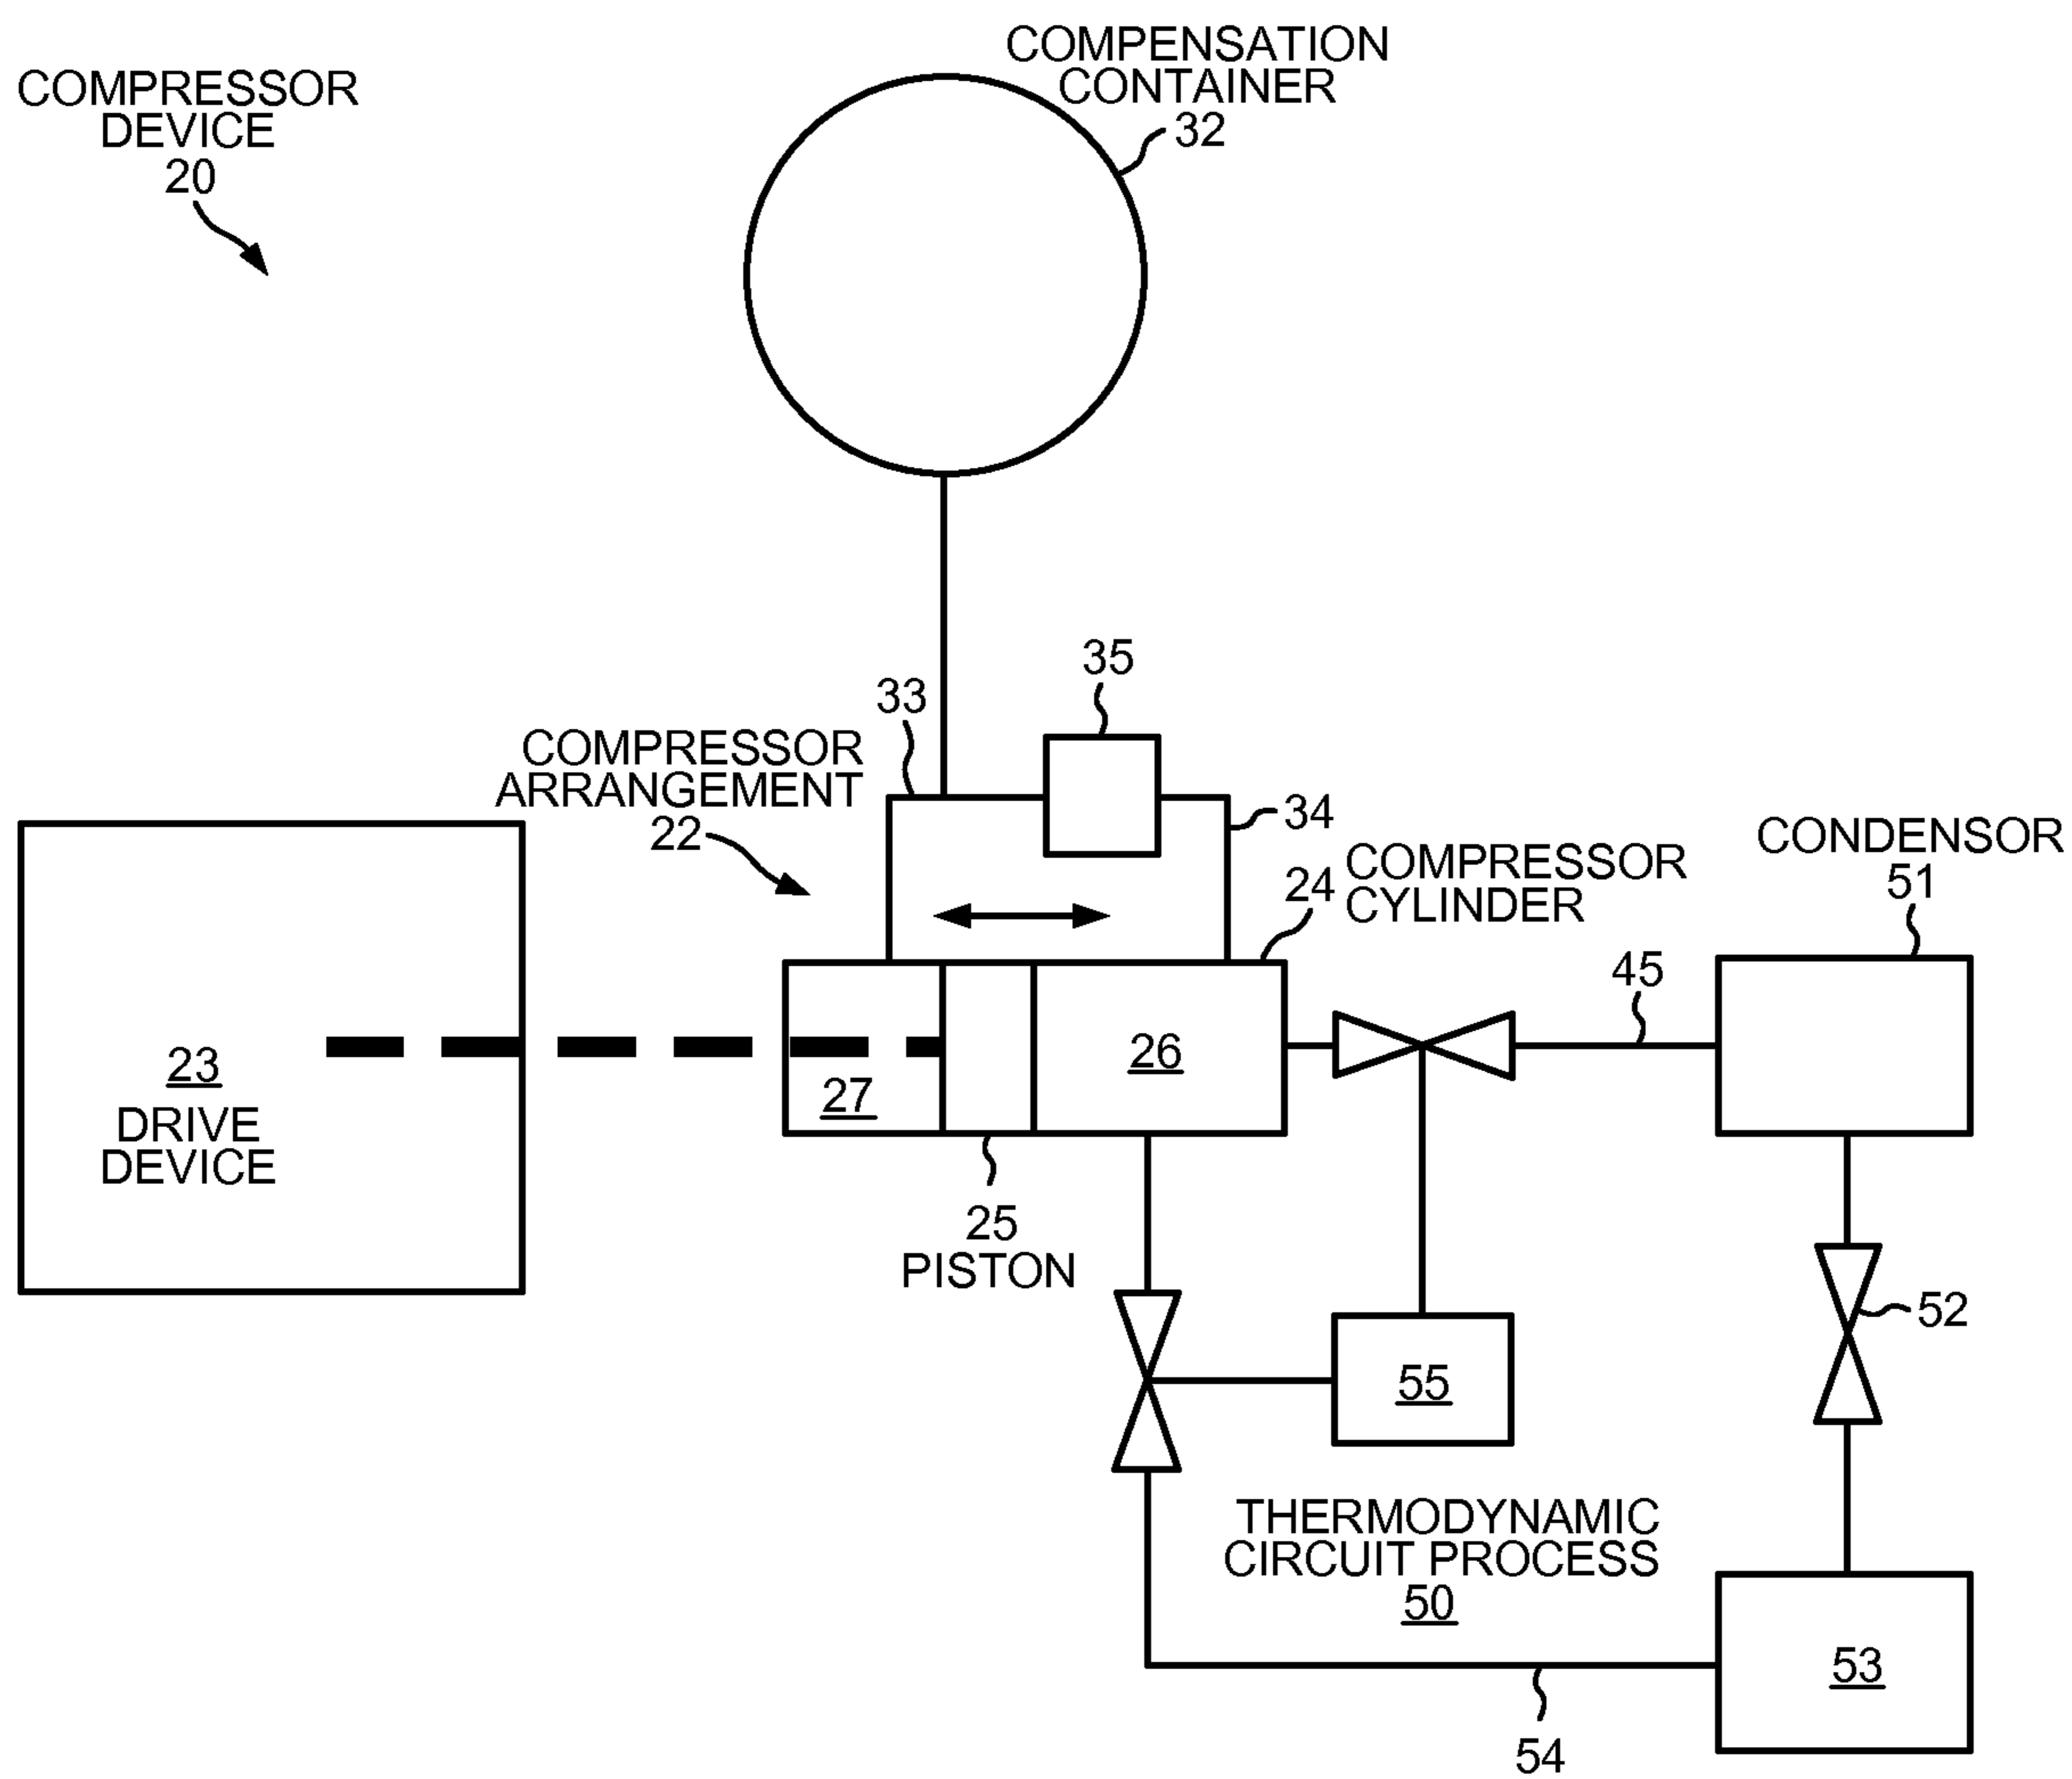 COMPENSATION
CONTAINER
32
COMPRESSOR
DEVICE
20
35
33
COMPRESSOR
ARRANGEMENT
22
34
24 COMPRESSOR
CYLINDER
CONDENSOR
51
45
23
DRIVE
DEVICE
27
26
25
PISTON
52
55
THERMODYNAMIC
CIRCUIT PROCESS
50
53
54